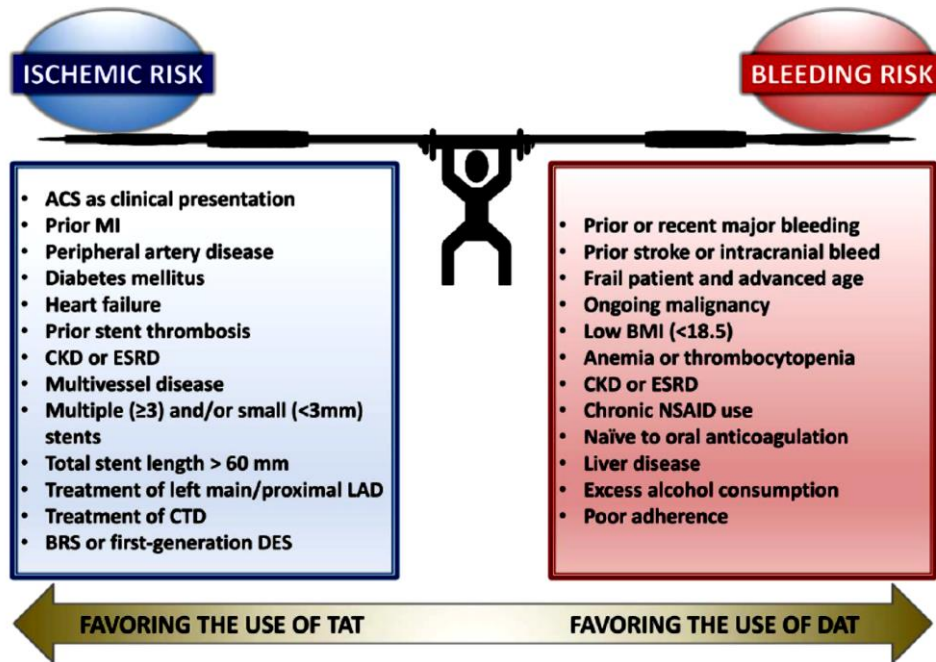 ISCHEMIC RISK
BLEEDING RISK
• ACS as clinical presentation
• Prior MI
• Peripheral artery disease
• Diabetes mellitus
• Heart failure
• Prior stent thrombosis
• CKD or ESRD
• Multivessel disease
• Multiple (≥3) and/or small (<3mm)
stents
• Total stent length > 60 mm
• Treatment of left main/proximal LAD
• Treatment of CTD
• BRS or first-generation DES
• Prior or recent major bleeding
• Prior stroke or intracranial bleed
• Frail patient and advanced age
• Ongoing malignancy
• Low BMI (<18.5)
• Anemia or thrombocytopenia
• CKD or ESRD
• Chronic NSAID use
• Naïve to oral anticoagulation
• Liver disease
• Excess alcohol consumption
• Poor adherence
FAVORING THE USE OF TAT
FAVORING THE USE OF DAT